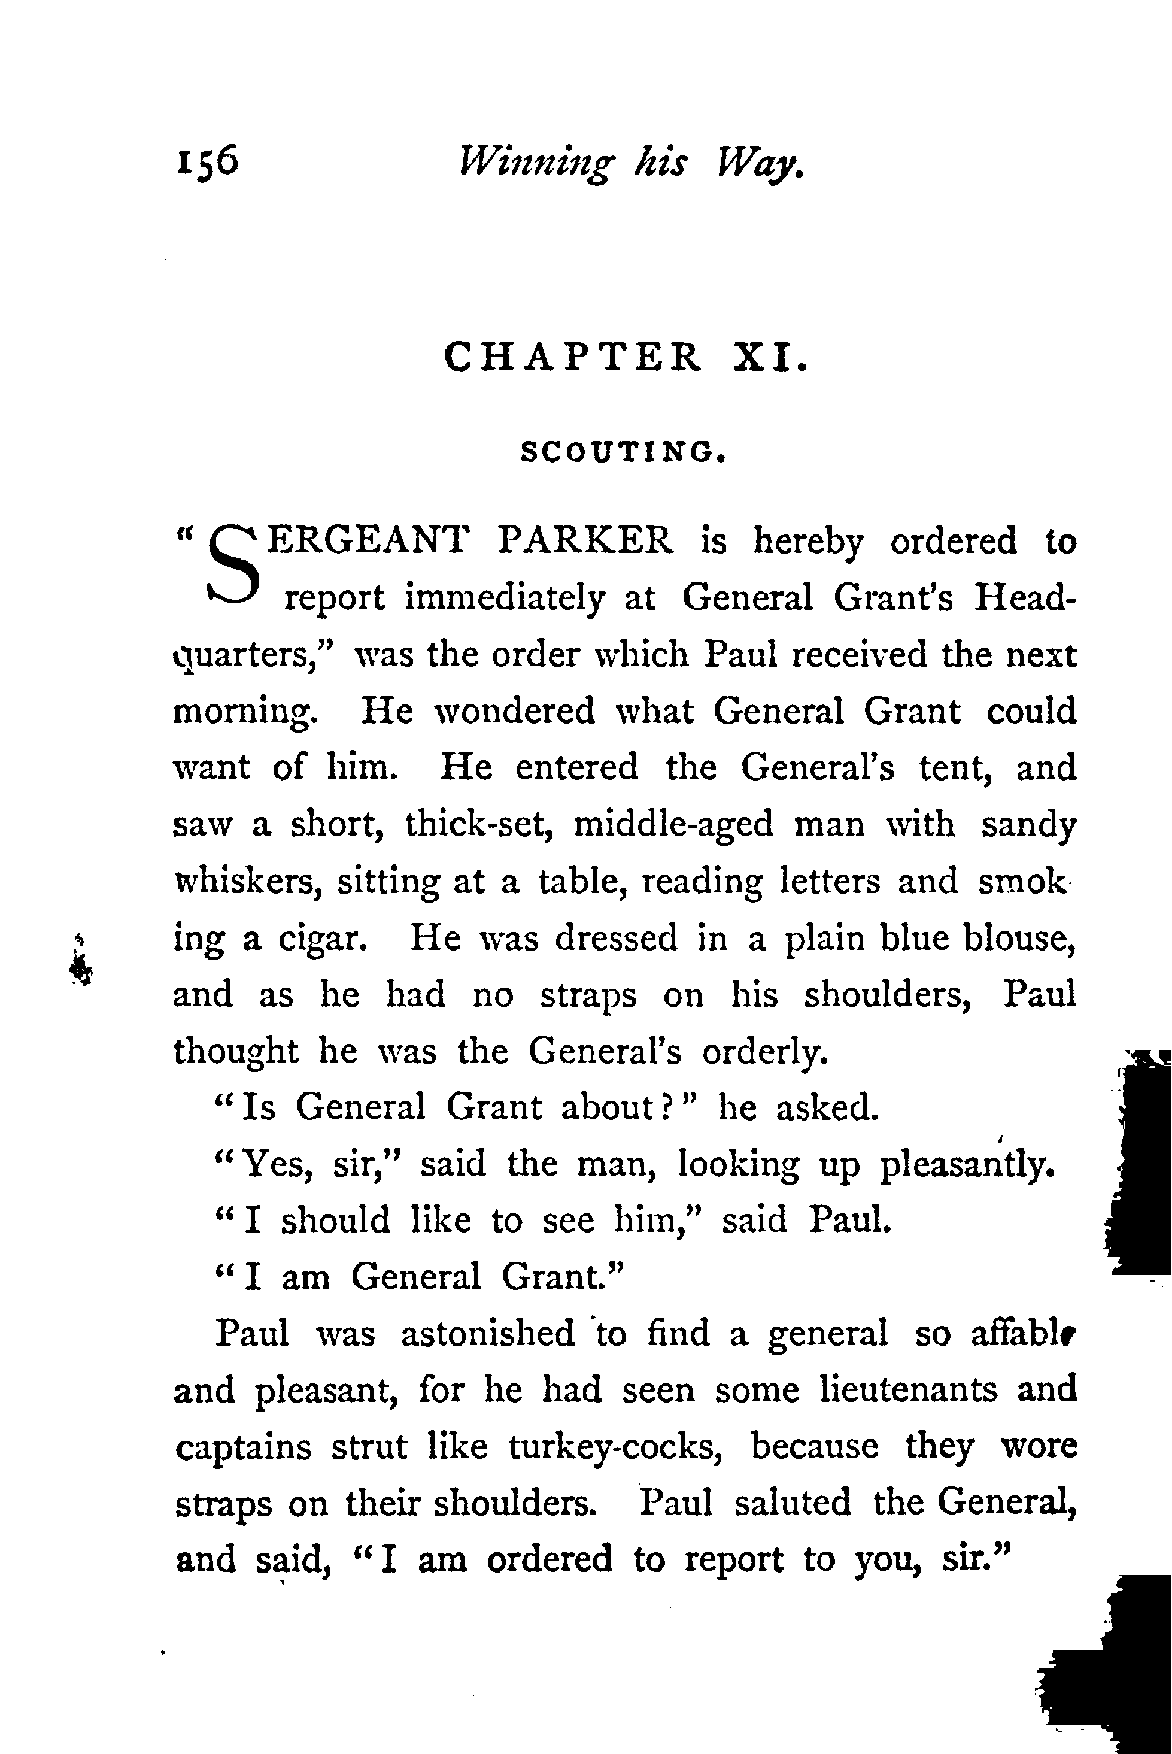 156 Winning his Way.
CHAPTER XI.
SCOUTING.
"SERGEANT PARKER is hereby ordered to
report immediately at General Grant's Head-
quarters," was the order which Paul received the next
morning. He wondered what General Grant could
want of him. He entered the General's tent, and
saw a short, thick-set, middle-aged man with sandy
whiskers, sitting at a table, reading letters and smok
ing a cigar. He was dressed in a plain blue blouse,
and as he had no straps on his shoulders, Paul
thought he was the General's orderly.
"Is General Grant about?" he asked.
"Yes, sir," said the man, looking up pleasantly.
"I should like to see him," said Paul.
"I am General Grant."
Paul was astonished to find a general so affable
and pleasant, for he had seen some lieutenants and
captains strut like turkey-cocks, because they wore
straps on their shoulders. Paul saluted the General,
and said, "I am ordered to report to you, sir."